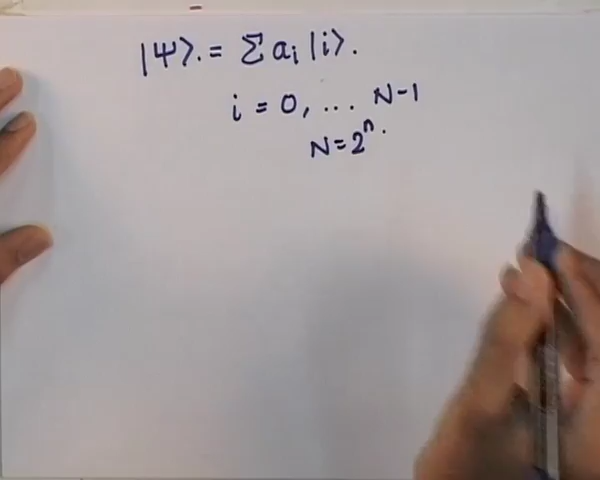 |Ψ⟩. = Σ aᵢ |i⟩.
i = 0, ... N-1
N = 2ⁿ.